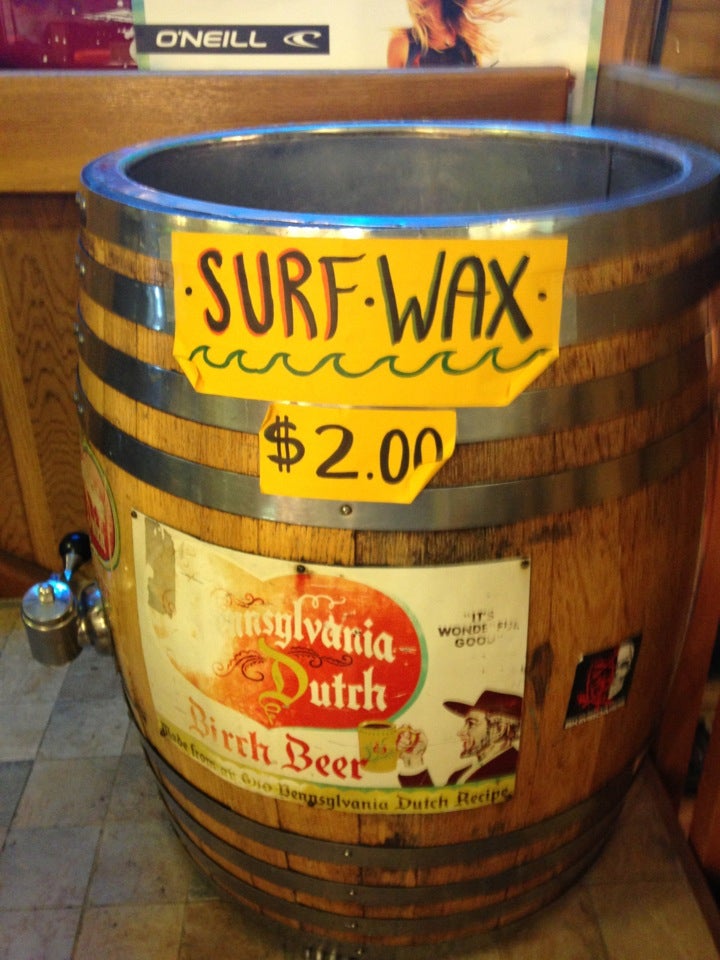 O'NEILL
·SURF·WAX·
$2.00
Pennsylvania
Dutch
Birch Beer
"IT'S
WONDERFUL
GOOD"
Made from an Old Pennsylvania Dutch Recipe